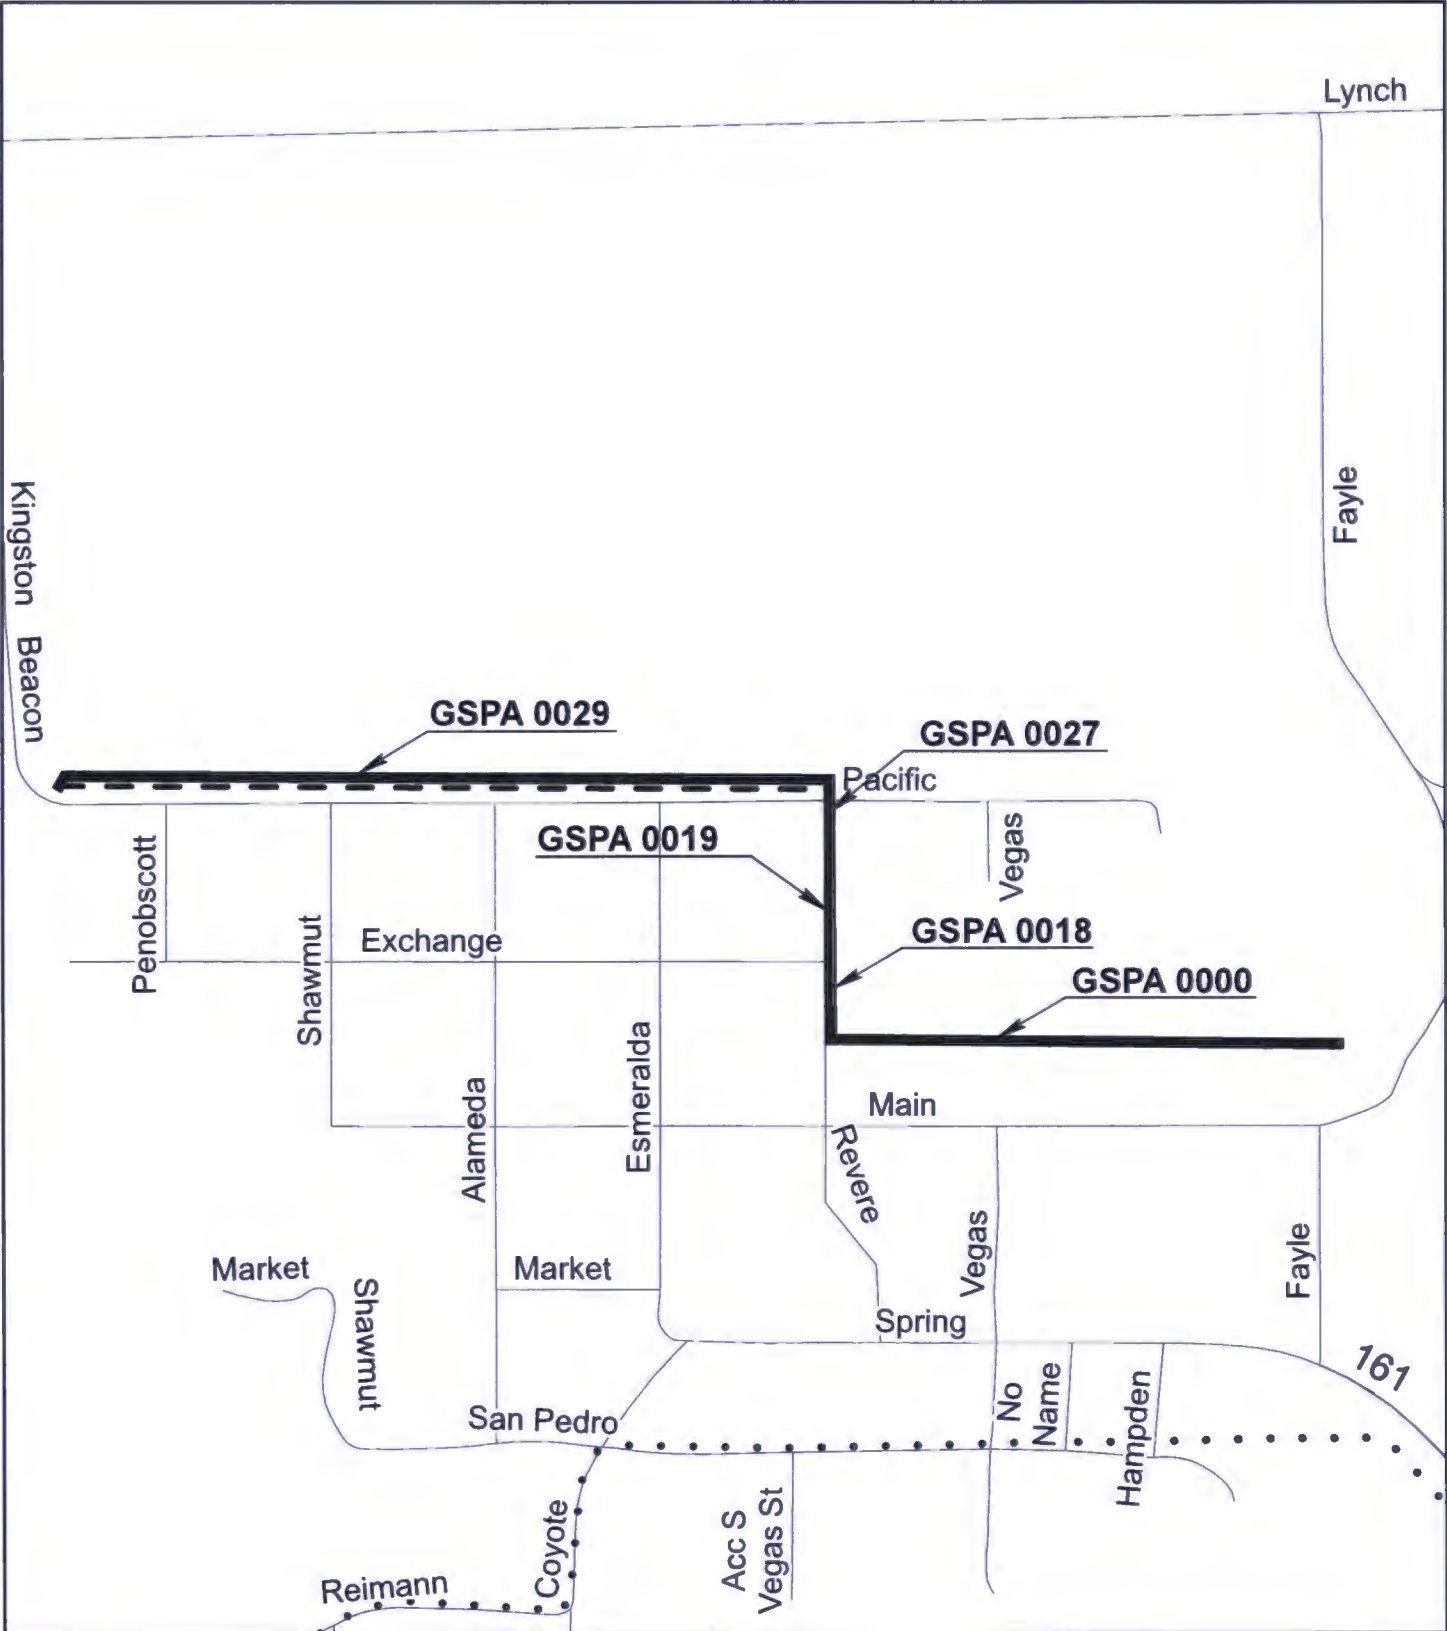 Lynch
Fayle
Kingston
Beacon
GSPA 0029
GSPA 0027
Pacific
GSPA 0019
Vegas
Penobscott
Shawmut
Exchange
GSPA 0018
GSPA 0000
Alameda
Esmeralda
Main
Revere
Vegas
Fayle
Market
Shawmut
Market
Spring
161
San Pedro
No
Name
Hampden
Coyote
Acc S
Vegas St
Reimann